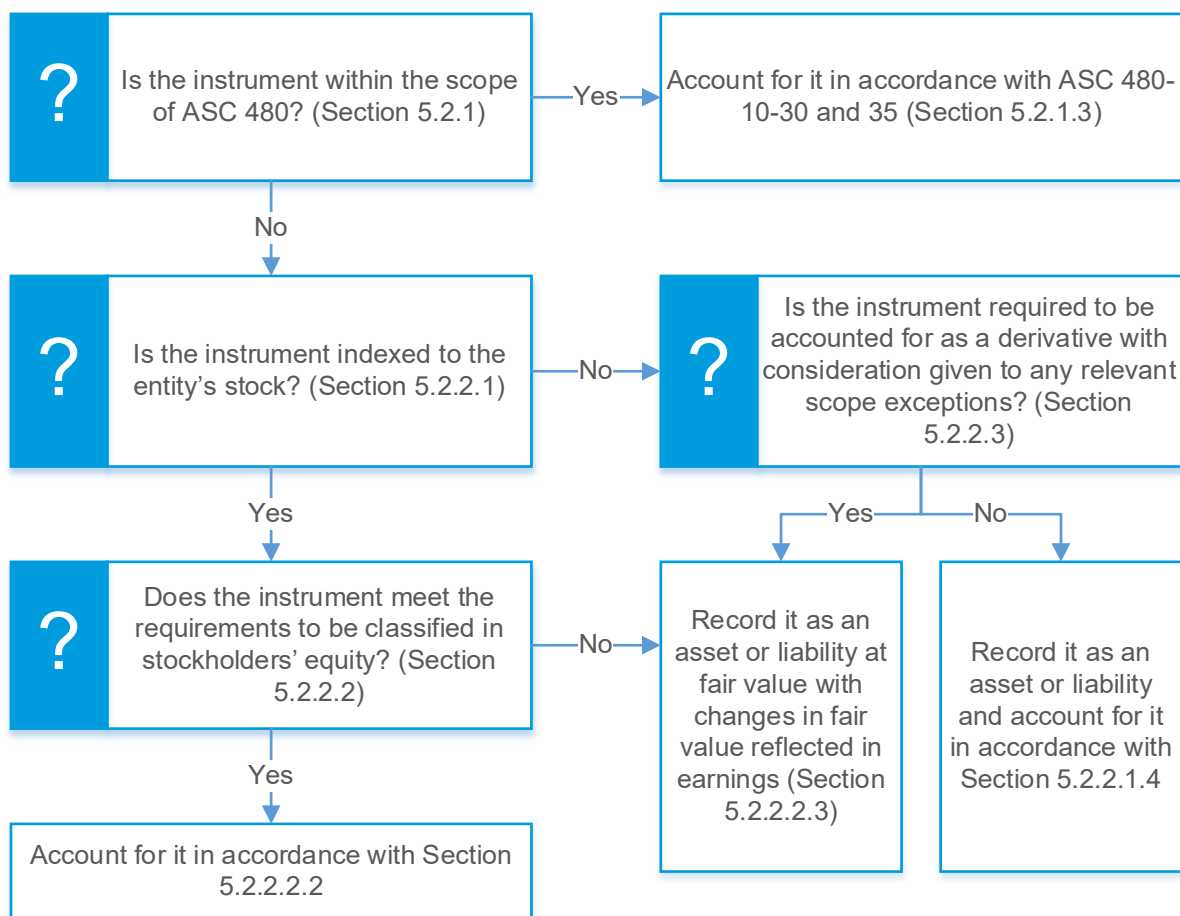 ?
Is the instrument within the scope
of ASC 480? (Section 5.2.1)
Yes
Account for it in accordance with ASC 480-
10-30 and 35 (Section 5.2.1.3)
No
?
Is the instrument indexed to the
entity’s stock? (Section 5.2.2.1)
No
?
Is the instrument required to be
accounted for as a derivative with
consideration given to any relevant
scope exceptions? (Section
5.2.2.3)
Yes
Yes
No
?
Does the instrument meet the
requirements to be classified in
stockholders’ equity? (Section
5.2.2.2)
No
Record it as an
asset or liability at
fair value with
changes in fair
value reflected in
earnings (Section
5.2.2.2.3)
Record it as an
asset or liability
and account for it
in accordance with
Section 5.2.2.1.4
Yes
Account for it in accordance with Section
5.2.2.2.2